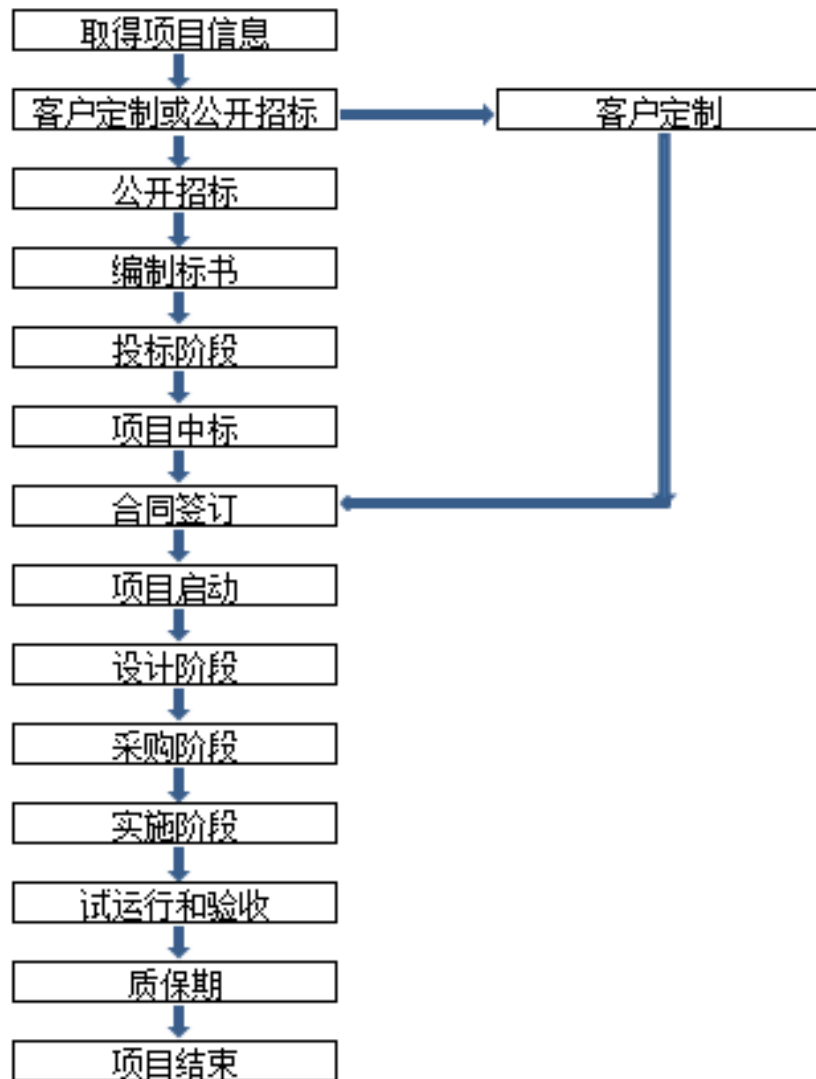 取得项目信息
客户定制或公开招标
客户定制
公开招标
编制标书
投标阶段
项目中标
合同签订
项目启动
设计阶段
采购阶段
实施阶段
试运行和验收
质保期
项目结束